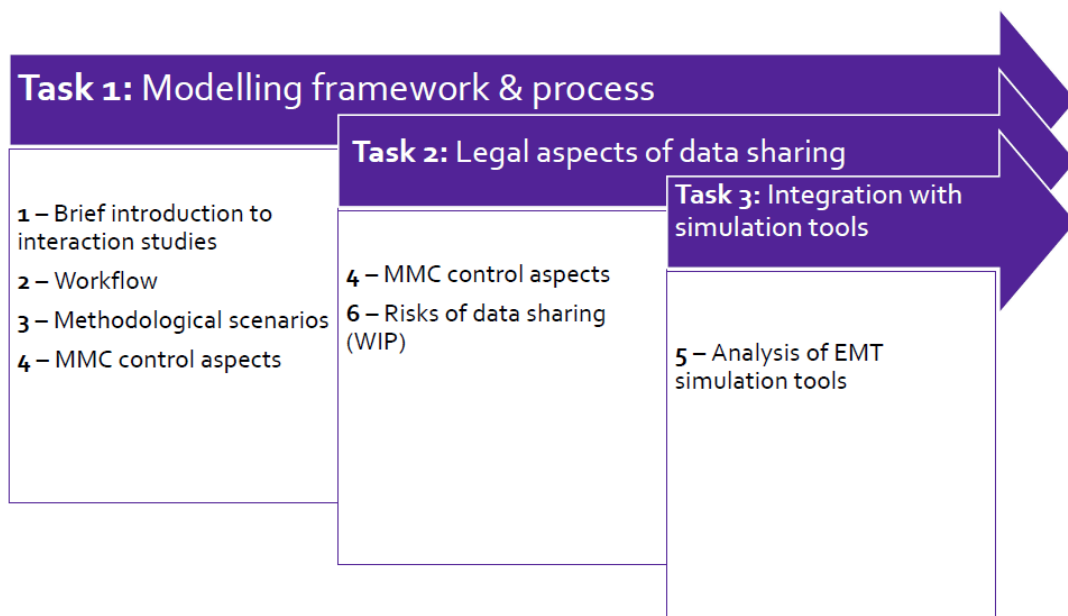 Task 1: Modelling framework & process
1 – Brief introduction to
interaction studies
2 – Workflow
3 – Methodological scenarios
4 – MMC control aspects
Task 2: Legal aspects of data sharing
4 – MMC control aspects
6 – Risks of data sharing
(WIP)
Task 3: Integration with
simulation tools
5 – Analysis of EMT
simulation tools